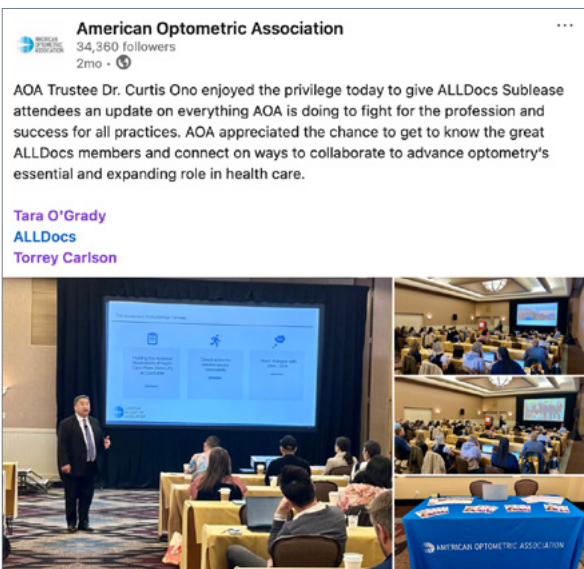 American Optometric Association
34,360 followers
2mo •
AOA Trustee Dr. Curtis Ono enjoyed the privilege today to give ALLDocs Sublease
attendees an update on everything AOA is doing to fight for the profession and
success for all practices. AOA appreciated the chance to get to know the great
ALLDocs members and connect on ways to collaborate to advance optometry's
essential and expanding role in health care.
Tara O'Grady
ALLDocs
Torrey Carlson
AMERICAN OPTOMETRIC ASSOCIATION